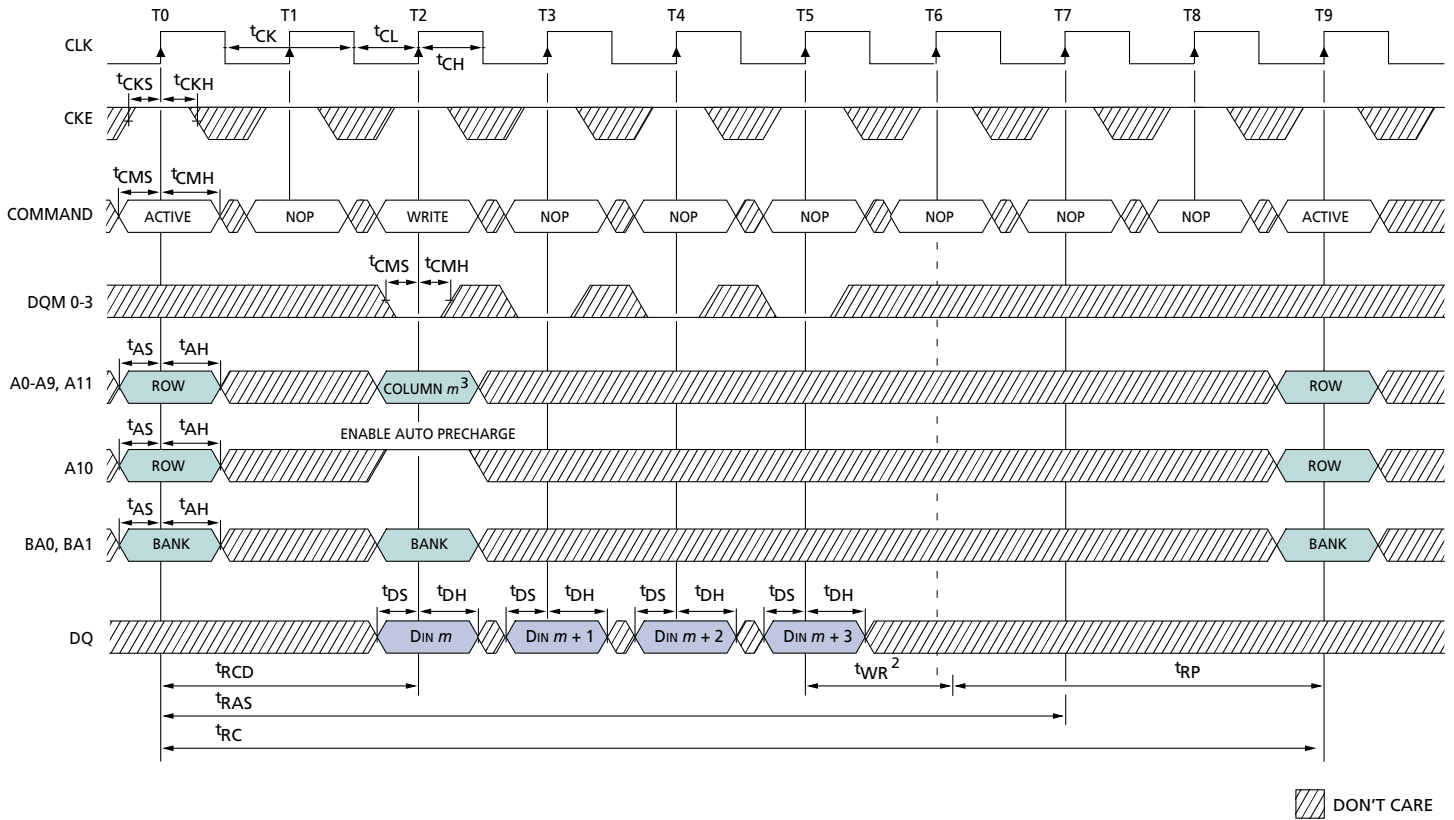 T0 T1 T2 T3 T4 T5 T6 T7 T8 T9
CLK
tCK tCL
tCH
tCKS tCKH
CKE
tCMS tCMH
COMMAND ACTIVE NOP WRITE NOP NOP NOP NOP NOP NOP ACTIVE
tCMS tCMH
DQM 0-3
tAS tAH
A0-A9, A11 ROW COLUMN m3 ROW
ENABLE AUTO PRECHARGE
tAS tAH
A10 ROW ROW
tAS tAH
BA0, BA1 BANK BANK BANK
tDS tDH tDS tDH tDS tDH tDS tDH
DQ DIN m DIN m + 1 DIN m + 2 DIN m + 3
tRCD tWR 2 tRP
tRAS
tRC
DON'T CARE